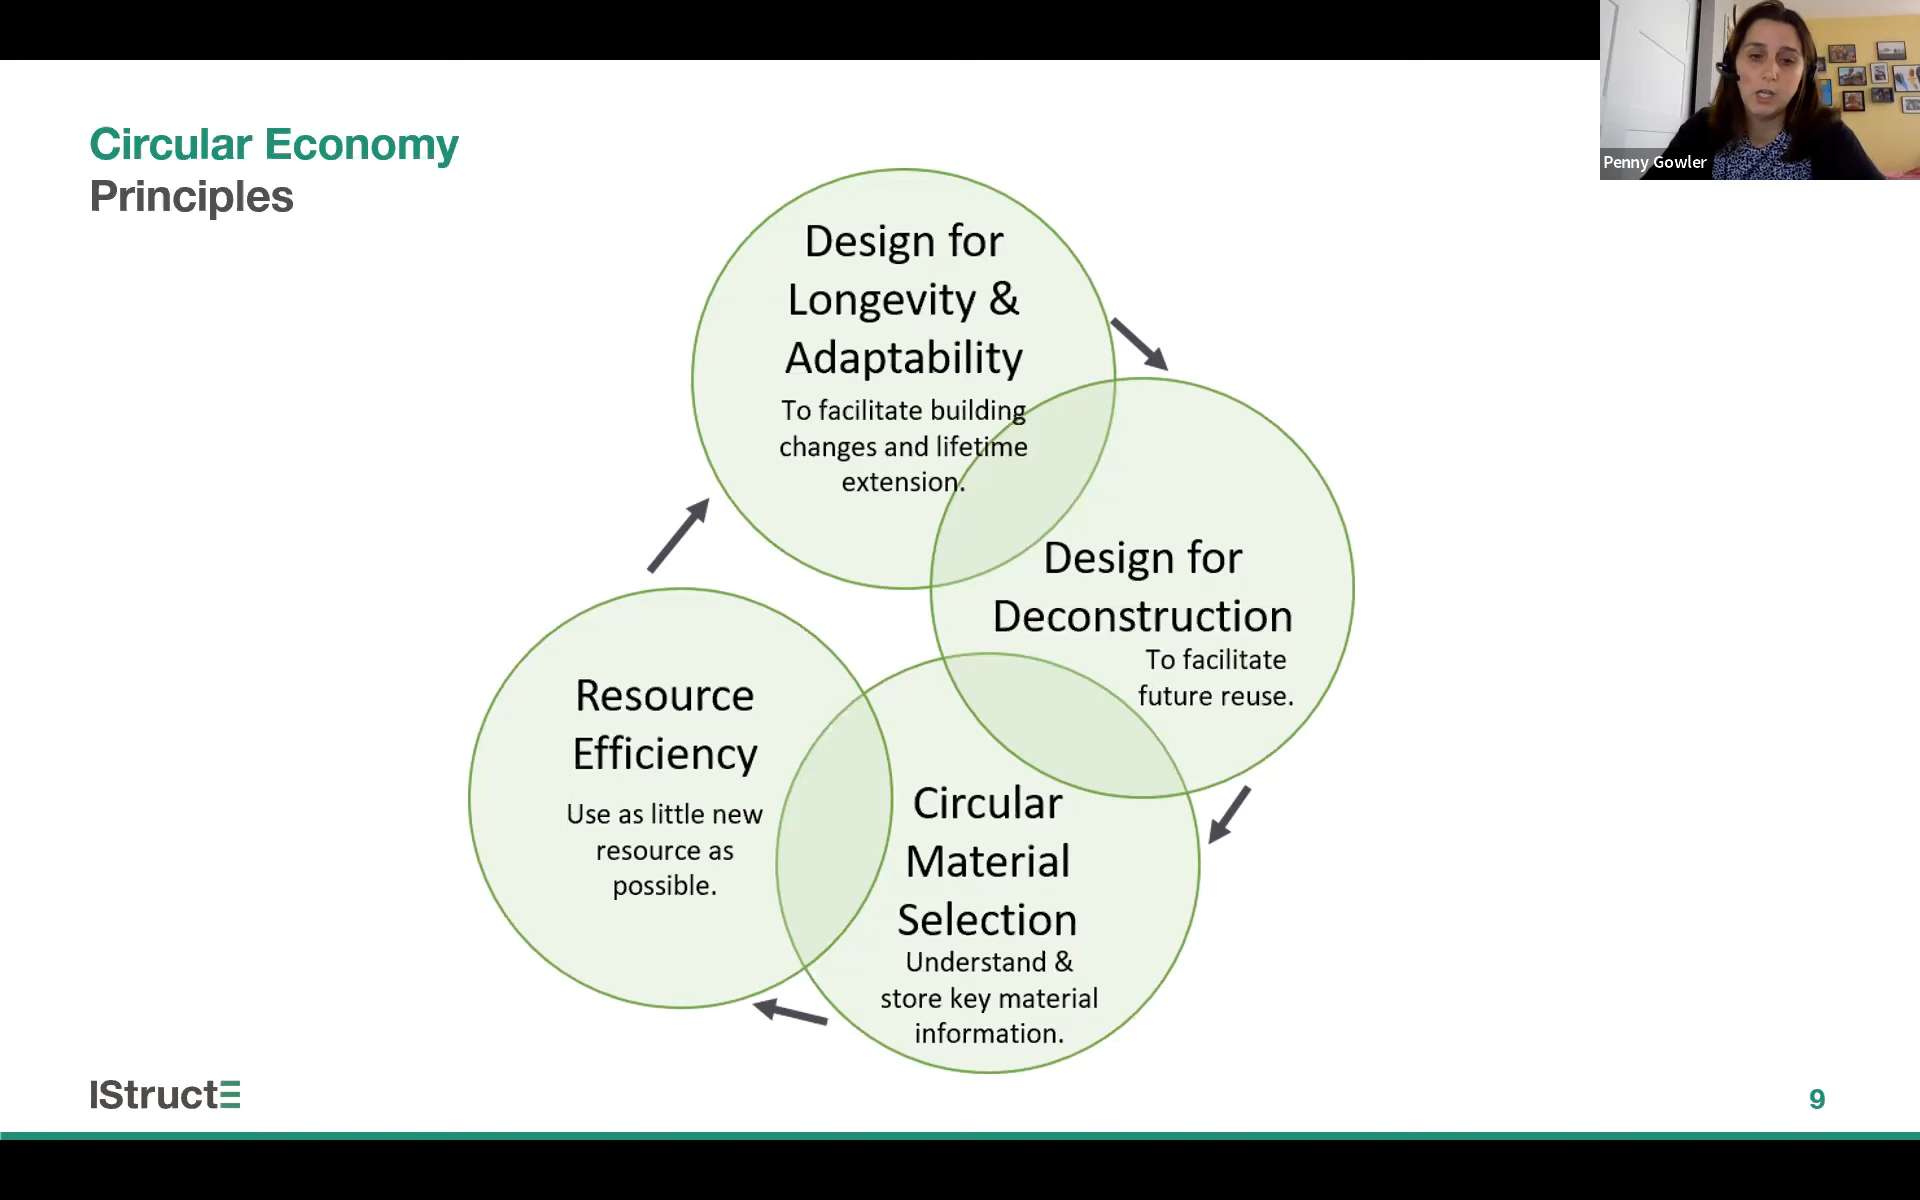 Penny Gowler
Circular Economy
Principles
Design for
Longevity &
Adaptability
To facilitate building
changes and lifetime
extension.
Design for
Deconstruction
To facilitate
future reuse.
Resource
Efficiency
Use as little new
resource as
possible.
Circular
Material
Selection
Understand &
store key material
information.
IStructE
9